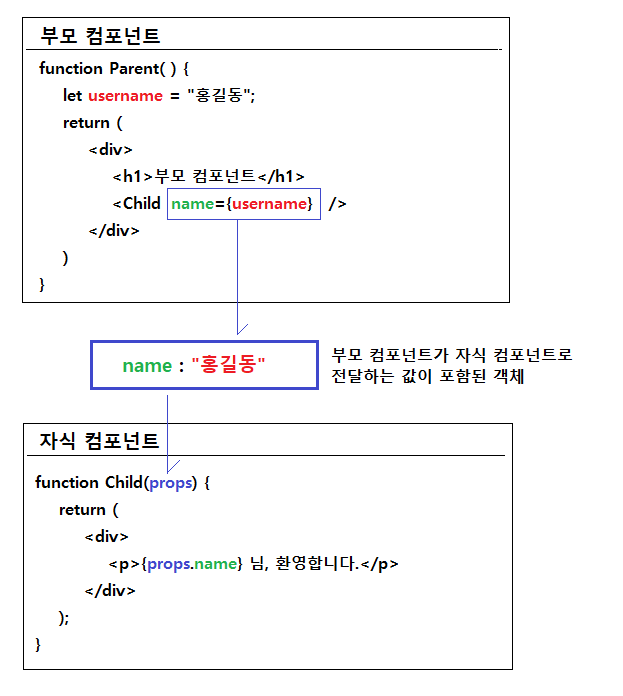 부모 컴포넌트
function Parent( ) {
let username = "홍길동";
return (
<div>
<h1>부모 컴포넌트</h1>
<Child name={username} />
</div>
)
}
name : "홍길동"
부모 컴포넌트가 자식 컴포넌트로
전달하는 값이 포함된 객체
자식 컴포넌트
function Child(props) {
return (
<div>
<p>{props.name} 님, 환영합니다.</p>
</div>
);
}